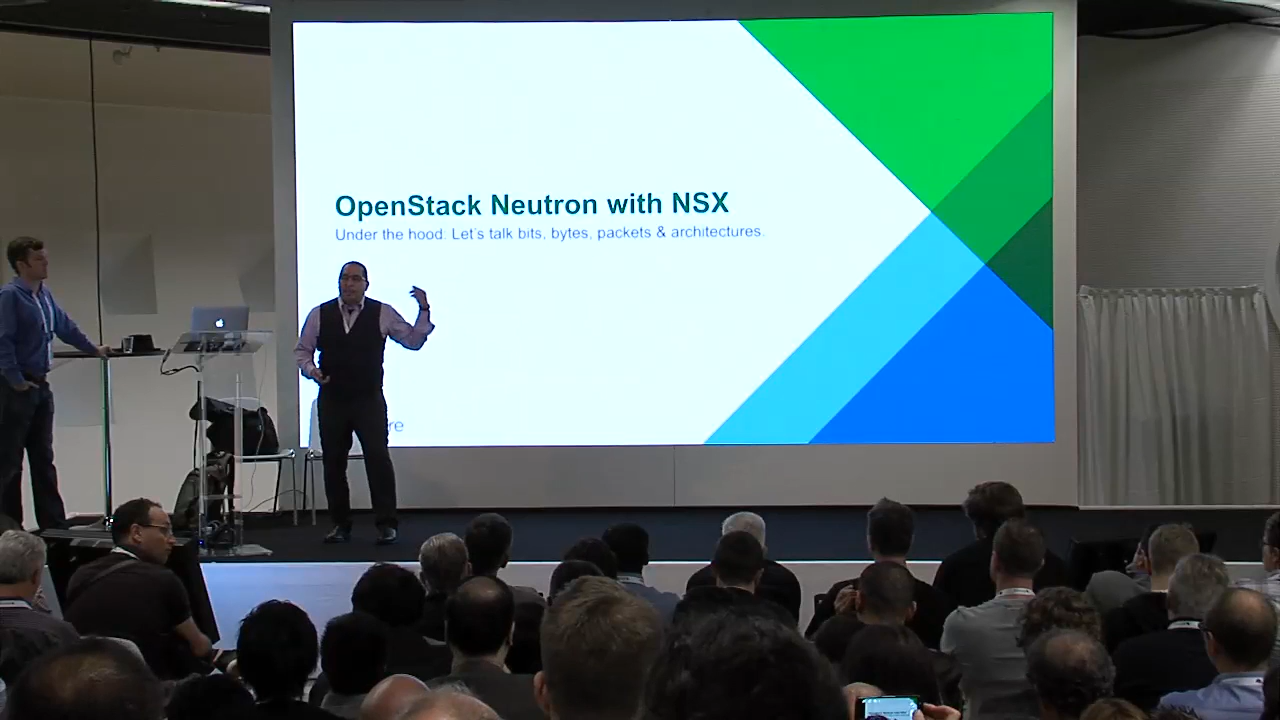 OpenStack Neutron with NSX
Under the hood: Let's talk bits, bytes, packets & architectures.